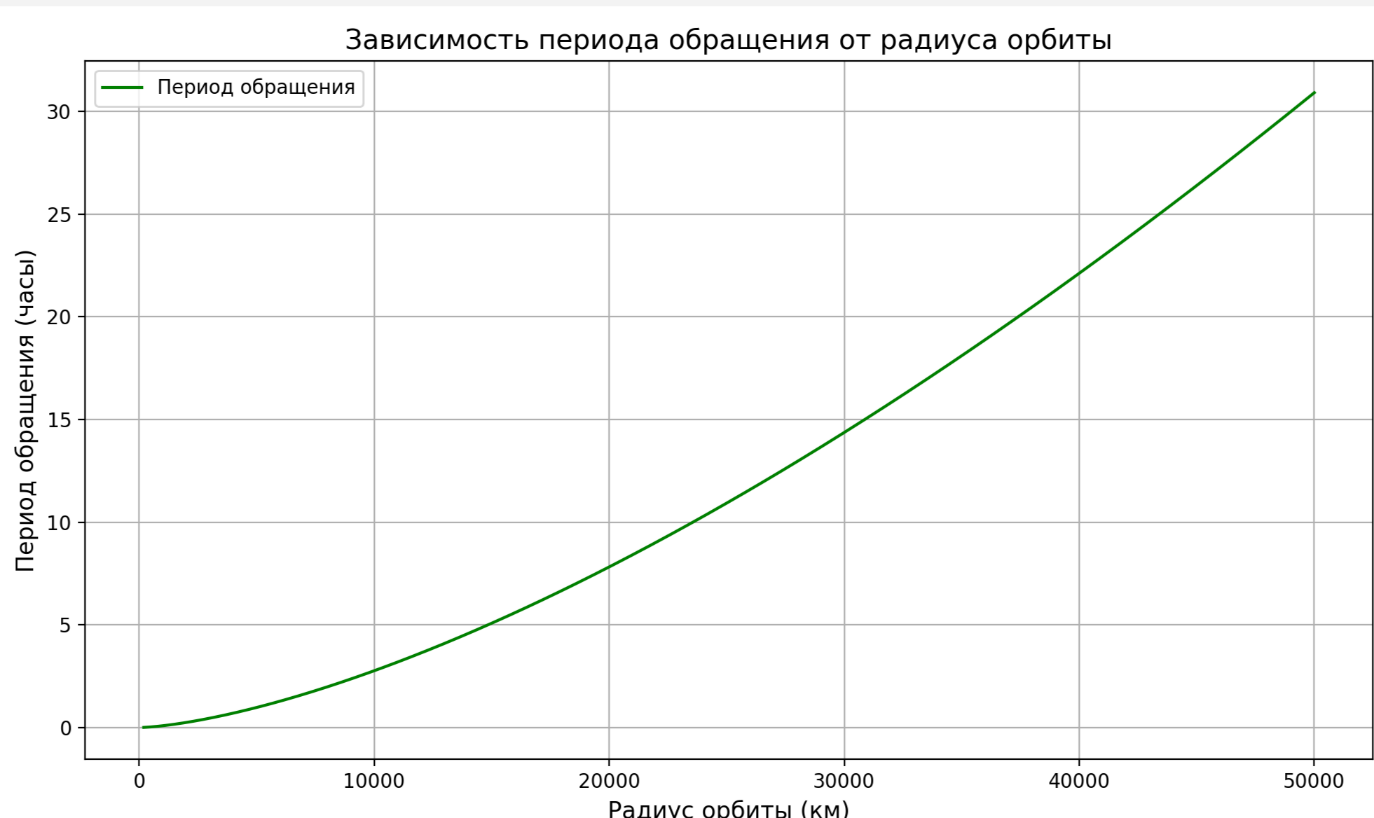 Зависимость периода обращения от радиуса орбиты
Период обращения
Период обращения (часы)
30
25
20
15
10
5
0
0 10000 20000 30000 40000 50000
Радиус орбиты (км)